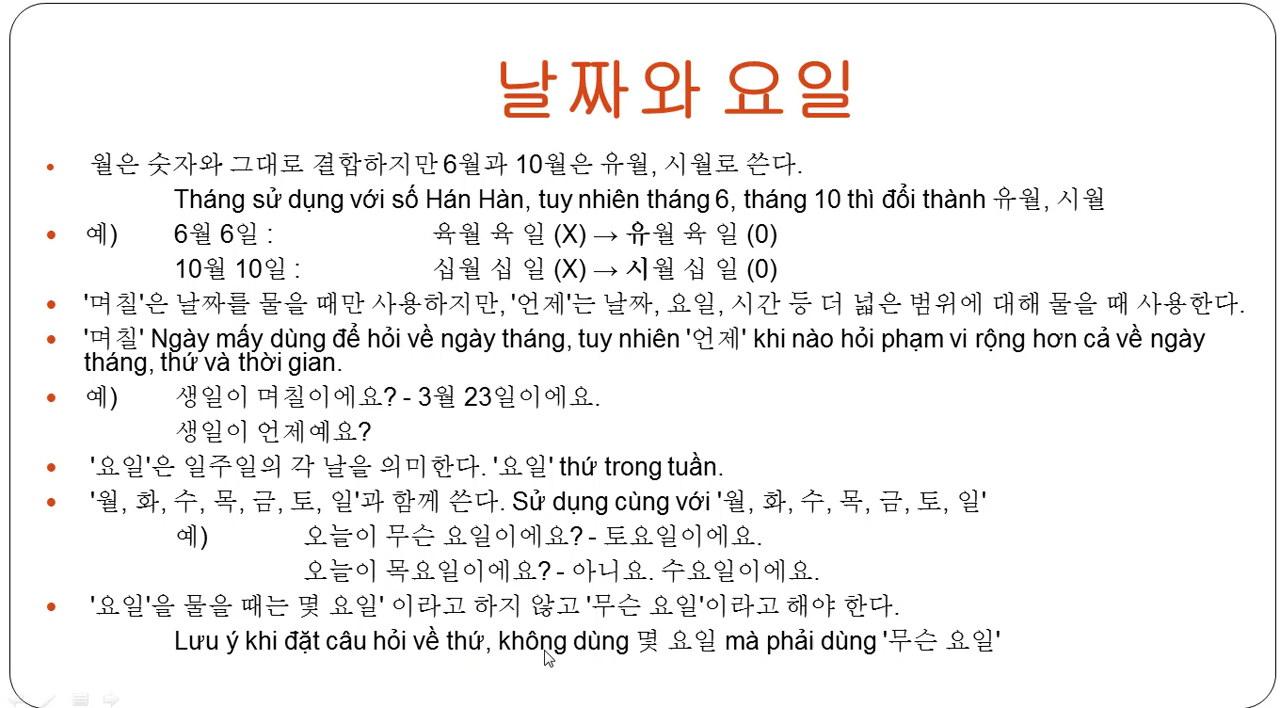 날짜와 요일
• 월은 숫자와 그대로 결합하지만 6월과 10월은 유월, 시월로 쓴다.
Tháng sử dụng với số Hán Hàn, tuy nhiên tháng 6, tháng 10 thì đổi thành 유월, 시월
• 예) 6월 6일 : 육월 육 일 (X) → 유월 육 일 (0)
10월 10일 : 십월 십 일 (X) → 시월 십 일 (0)
• '며칠'은 날짜를 물을 때만 사용하지만, '언제'는 날짜, 요일, 시간 등 더 넓은 범위에 대해 물을 때 사용한다.
• '며칠' Ngày mấy dùng để hỏi về ngày tháng, tuy nhiên '언제' khi nào hỏi phạm vi rộng hơn cả về ngày
tháng, thứ và thời gian.
• 예) 생일이 며칠이에요? - 3월 23일이에요.
생일이 언제예요?
• '요일'은 일주일의 각 날을 의미한다. '요일' thứ trong tuần.
• '월, 화, 수, 목, 금, 토, 일'과 함께 쓴다. Sử dụng cùng với '월, 화, 수, 목, 금, 토, 일'
예) 오늘이 무슨 요일이에요? - 토요일이에요.
오늘이 목요일이에요? - 아니요. 수요일이에요.
• '요일'을 물을 때는 몇 요일' 이라고 하지 않고 '무슨 요일'이라고 해야 한다.
Lưu ý khi đặt câu hỏi về thứ, không dùng 몇 요일 mà phải dùng '무슨 요일'